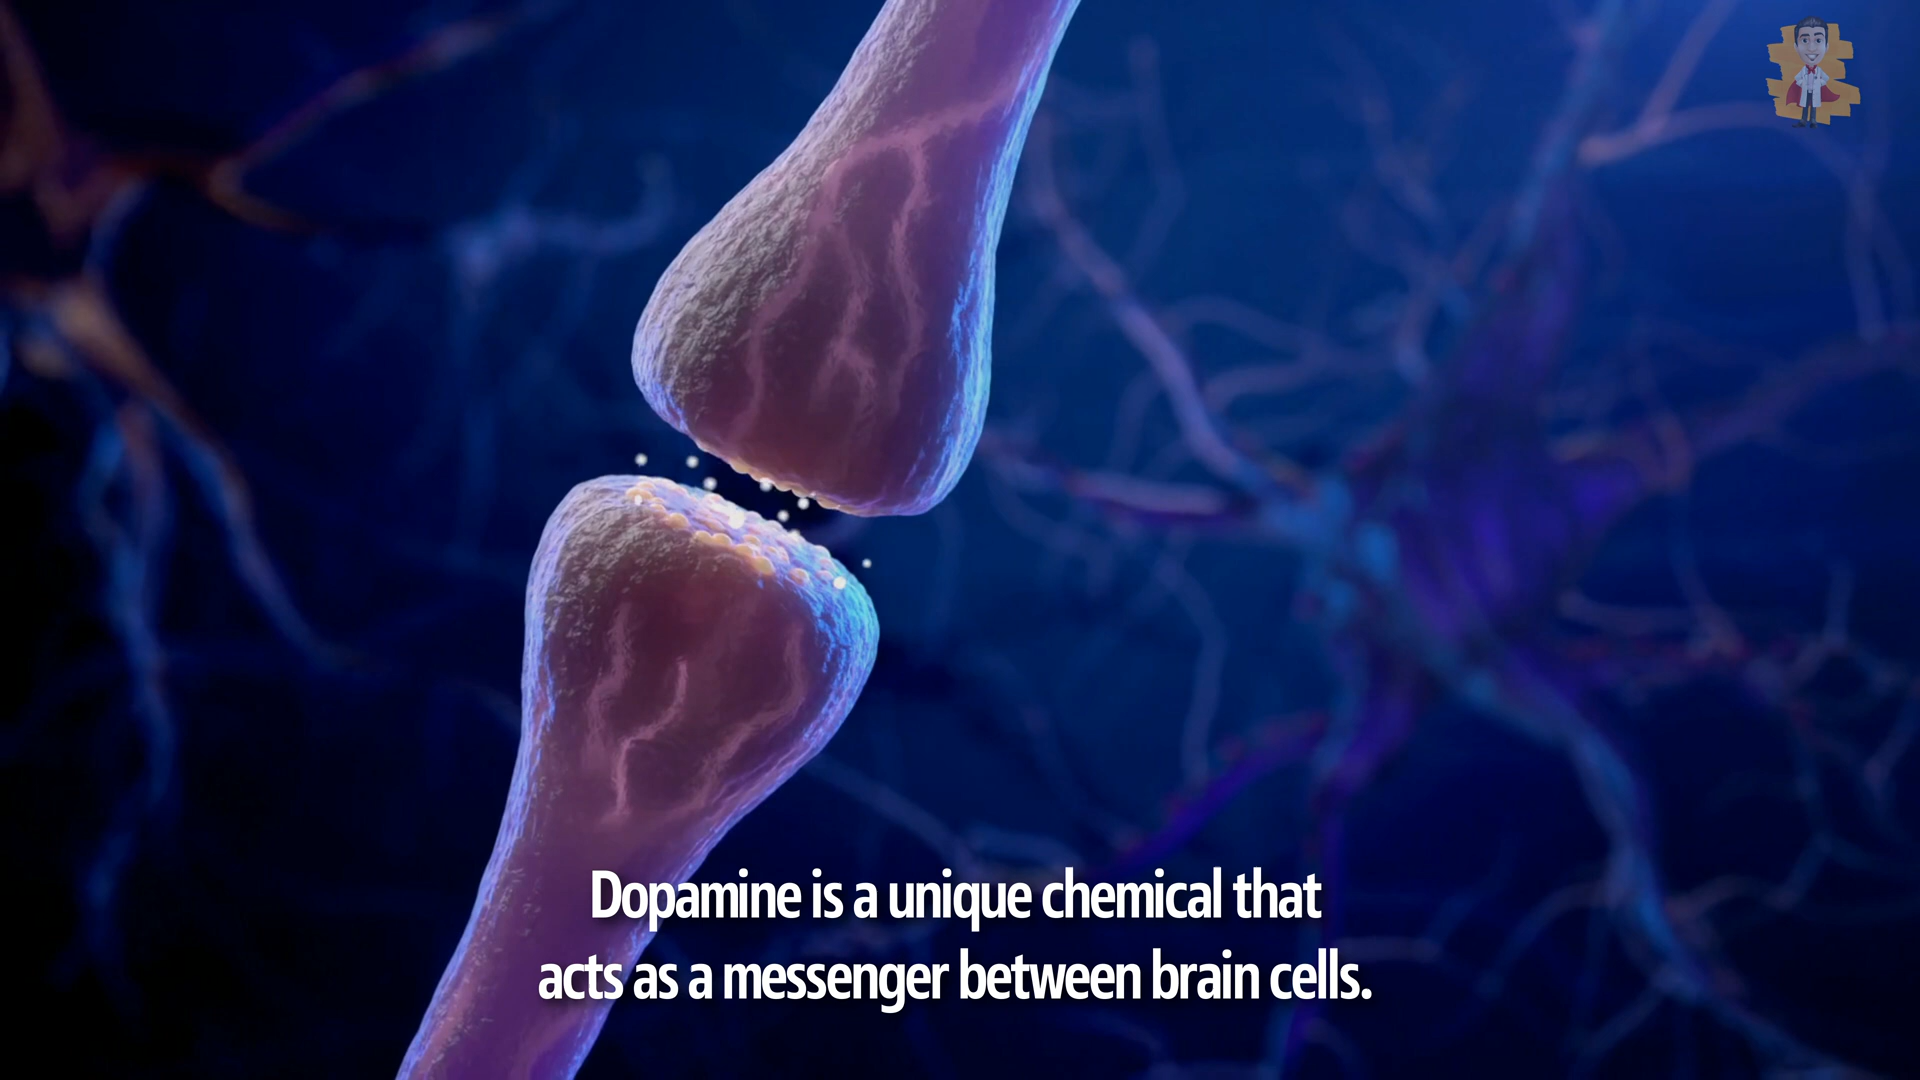 Dopamine is a unique chemical that
acts as a messenger between brain cells.